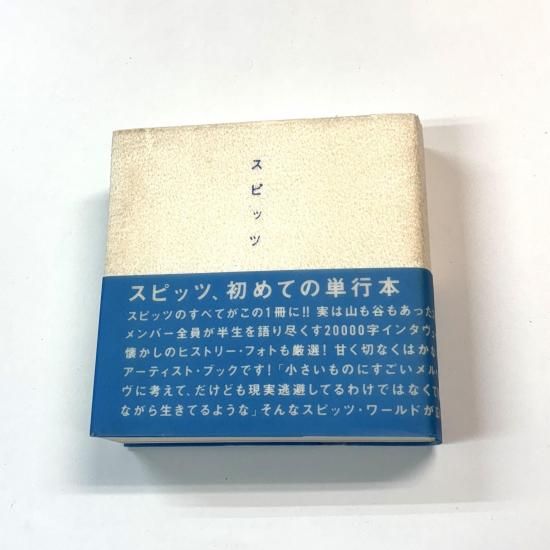 スピッツ
スピッツ、初めての単行本
スピッツのすべてがこの1冊に!! 実は山も谷もあった
メンバー全員が半生を語り尽くす20000字インタヴ
懐かしのヒストリー・フォトも厳選! 甘く切なくはかな
アーティスト・ブックです!「小さいものにすごいメル
ヴに考えて、だけども現実逃避してるわけではなくて
ながら生きてるような」そんなスピッツ・ワールドが